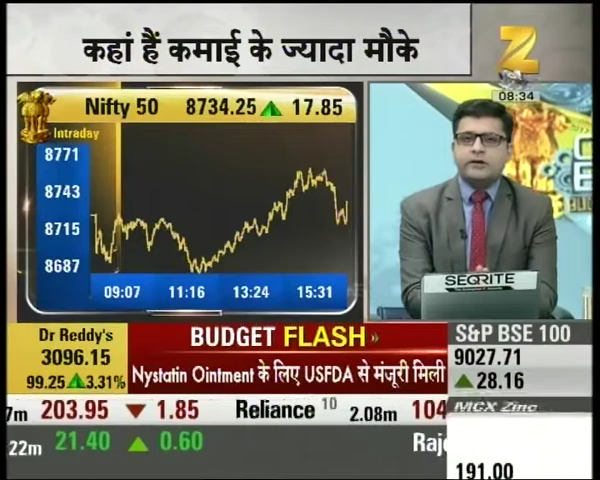 कहां हैं कमाई के ज्यादा मौके
08:34
Nifty 50 8734.25 17.85
Intraday
8771
8743
8715
8687
09:07 11:16 13:24 15:31
SEQRITE
Dr Reddy's
3096.15
99.25 3.31%
BUDGET FLASH
Nystatin Ointment के लिए USFDA से मंजूरी मिली
S&P BSE 100
9027.71
28.16
MCX Zinc
191.00
7m 203.95 1.85 Reliance 10 2.08m 104
22m 21.40 0.60 Raj